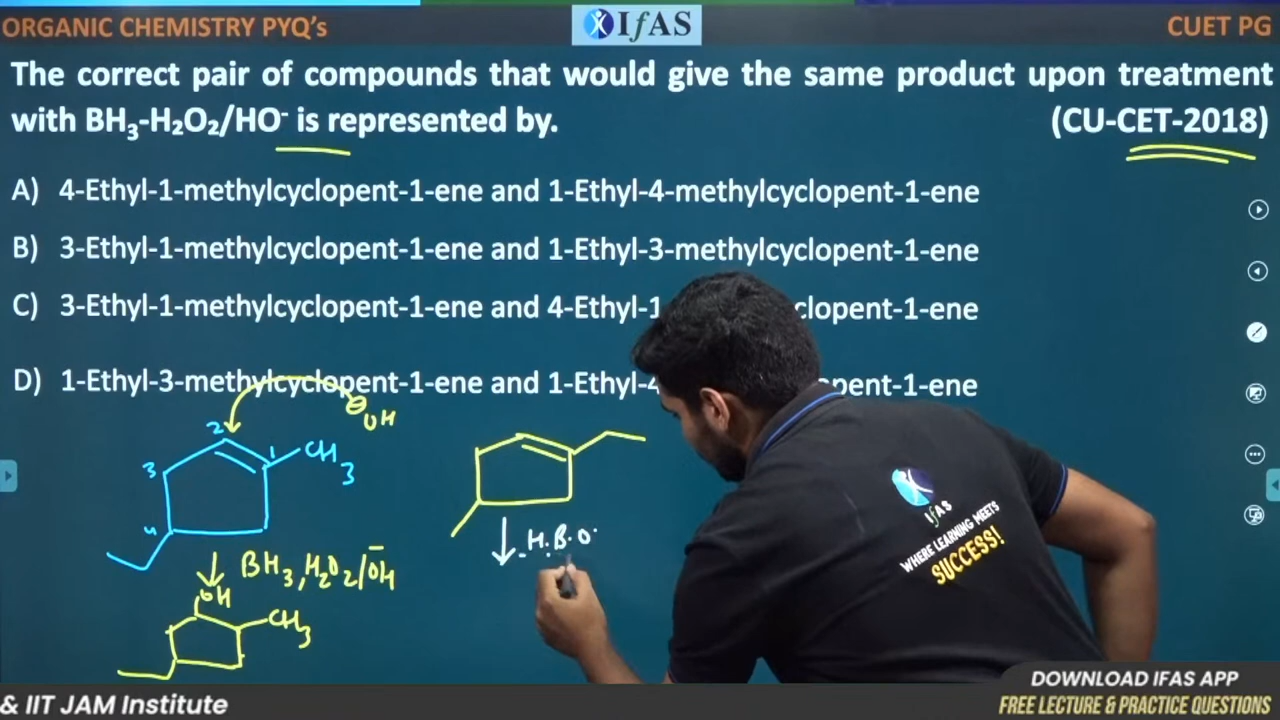 ORGANIC CHEMISTRY PYQ's
IfAS
CUET PG
The correct pair of compounds that would give the same product upon treatment
with BH₃-H₂O₂/HO⁻ is represented by. (CU-CET-2018)
A) 4-Ethyl-1-methylcyclopent-1-ene and 1-Ethyl-4-methylcyclopent-1-ene
B) 3-Ethyl-1-methylcyclopent-1-ene and 1-Ethyl-3-methylcyclopent-1-ene
C) 3-Ethyl-1-methylcyclopent-1-ene and 4-Ethyl-1 clopent-1-ene
D) 1-Ethyl-3-methylcyclopent-1-ene and 1-Ethyl-4 pent-1-ene
⊖OH
2
1 CH3
3
4
BH3, H2O2/OH⁻
OH
CH3
H.B.O.
IfAS
WHERE LEARNING MEETS
SUCCESS!
DOWNLOAD IFAS APP
FREE LECTURE & PRACTICE QUESTIONS
& IIT JAM Institute